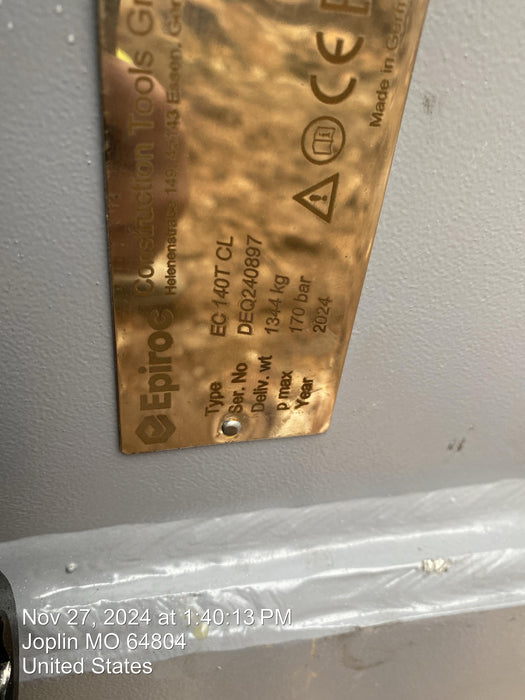 Epiroc Construction Tools G
Helenenstrasse 149, 45143 Essen, Ger
Type EC 140T CL
Ser. No DEQ240897
Deliv. wt 1344 kg
p max 170 bar
Year 2024
CE
Made in Germ
Nov 27, 2024 at 1:40:13 PM
Joplin MO 64804
United States